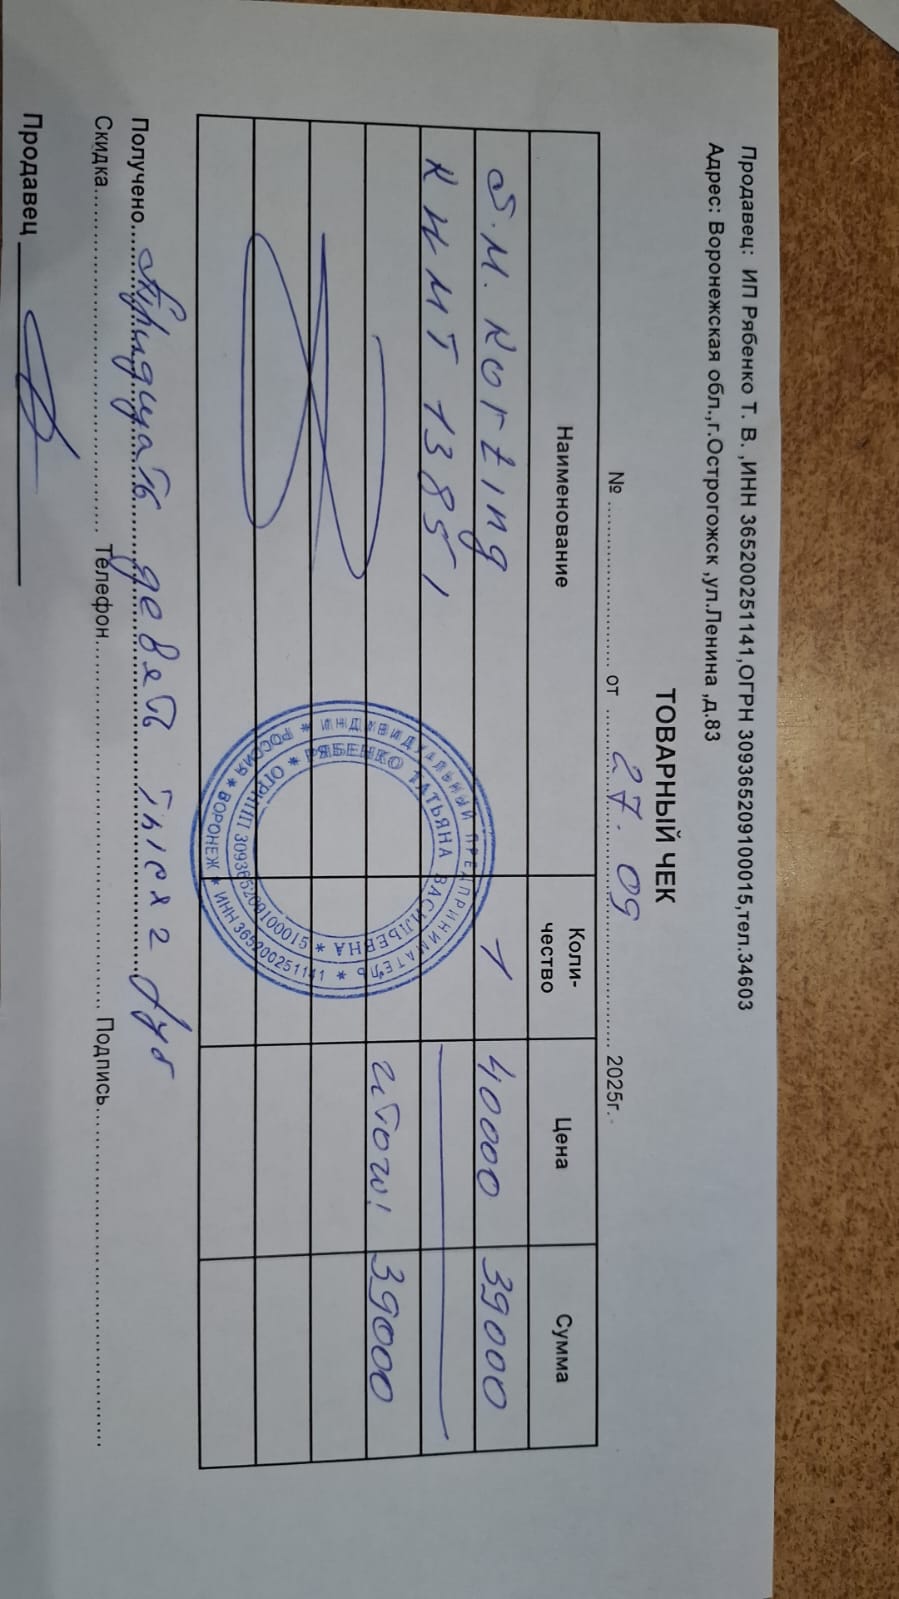 Продавец: ИП Рябенко Т. В. ,ИНН 365200251141,ОГРН 309365209100015,тел.34603
Адрес: Воронежская обл.,г.Острогожск ,ул.Ленина ,д.83
ТОВАРНЫЙ ЧЕК
№ ........................ от ......27.09...................... 2025г.
Наименование Коли-чество Цена Сумма
S.M. Korting 1 40000 39000
KWMT 1385
итого: 39000
ИНДИВИДУАЛЬНЫЙ ПРЕДПРИНИМАТЕЛЬ * ИНН 365200251141 * ВОРОНЕЖ * РОССИЯ *
РЯБЕНКО ТАТЬЯНА ВАСИЛЬЕВНА * ОГРНИП 309365209100015 *
Получено....Тридцать девять тысяч руб
Скидка.................................... Телефон........................................ Подпись........................................
Продавец